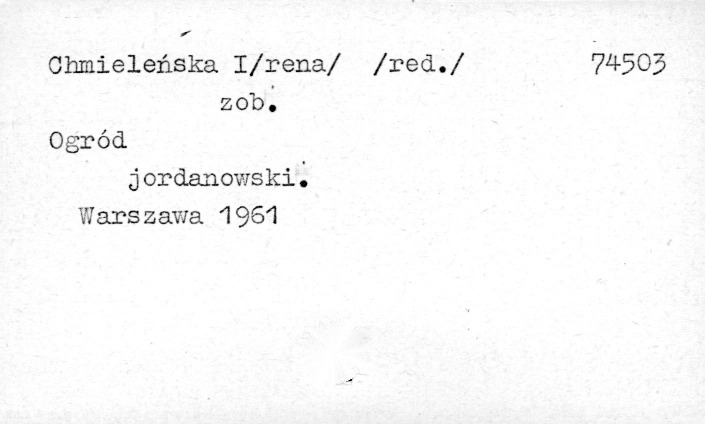 Chmieleńska I/rena/ /red./ 74503
zob.
Ogród
jordanowski.
Warszawa 1961